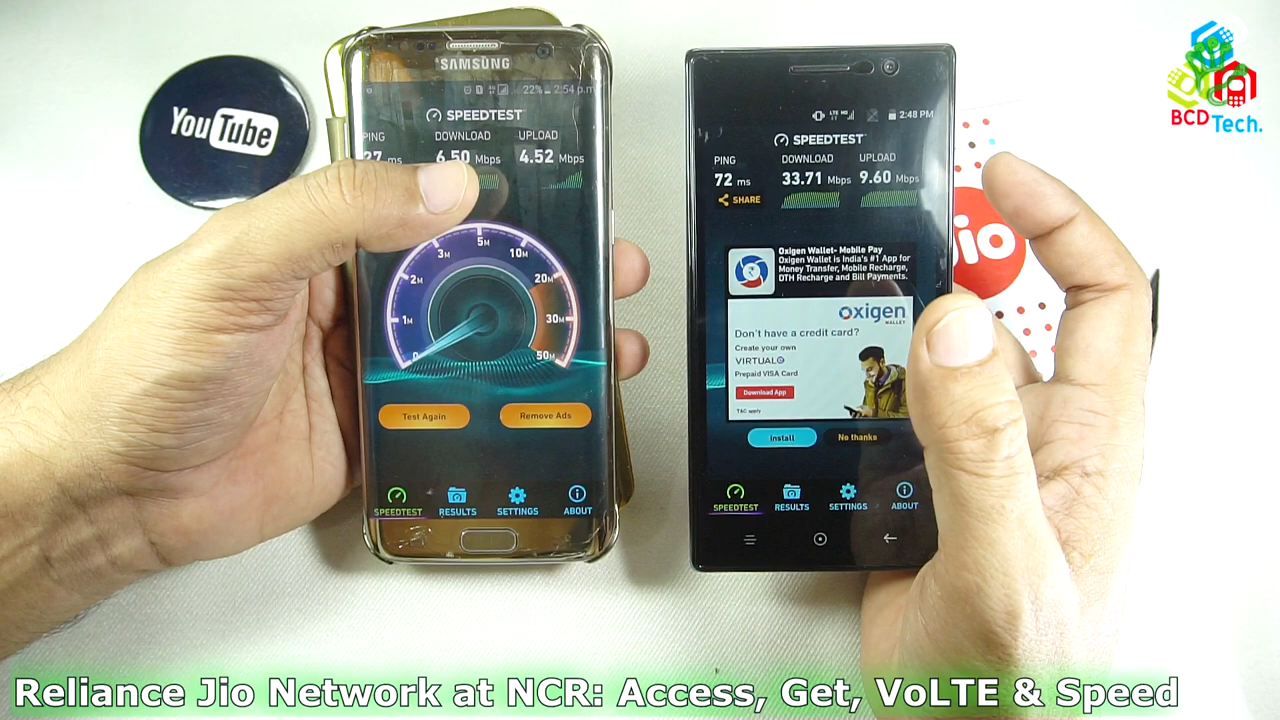 YouTube
SAMSUNG
22% 2:54 p.m
SPEEDTEST
PING DOWNLOAD UPLOAD
27 ms 6.50 Mbps 4.52 Mbps
0 1M 2M 3M 5M 10M 20M 30M 50M
Test Again Remove Ads
SPEEDTEST RESULTS SETTINGS ABOUT
2:48 PM
SPEEDTEST
PING DOWNLOAD UPLOAD
72 ms 33.71 Mbps 9.60 Mbps
SHARE
Oxigen Wallet- Mobile Pay
Oxigen Wallet is India's #1 App for
Money Transfer, Mobile Recharge,
DTH Recharge and Bill Payments.
oxigen
WALLET
Don't have a credit card?
Create your own
VIRTUAL
Prepaid VISA Card
Download App
T&C apply
Install No thanks
SPEEDTEST RESULTS SETTINGS ABOUT
Jio
BCD Tech.
Reliance Jio Network at NCR: Access, Get, VoLTE & Speed